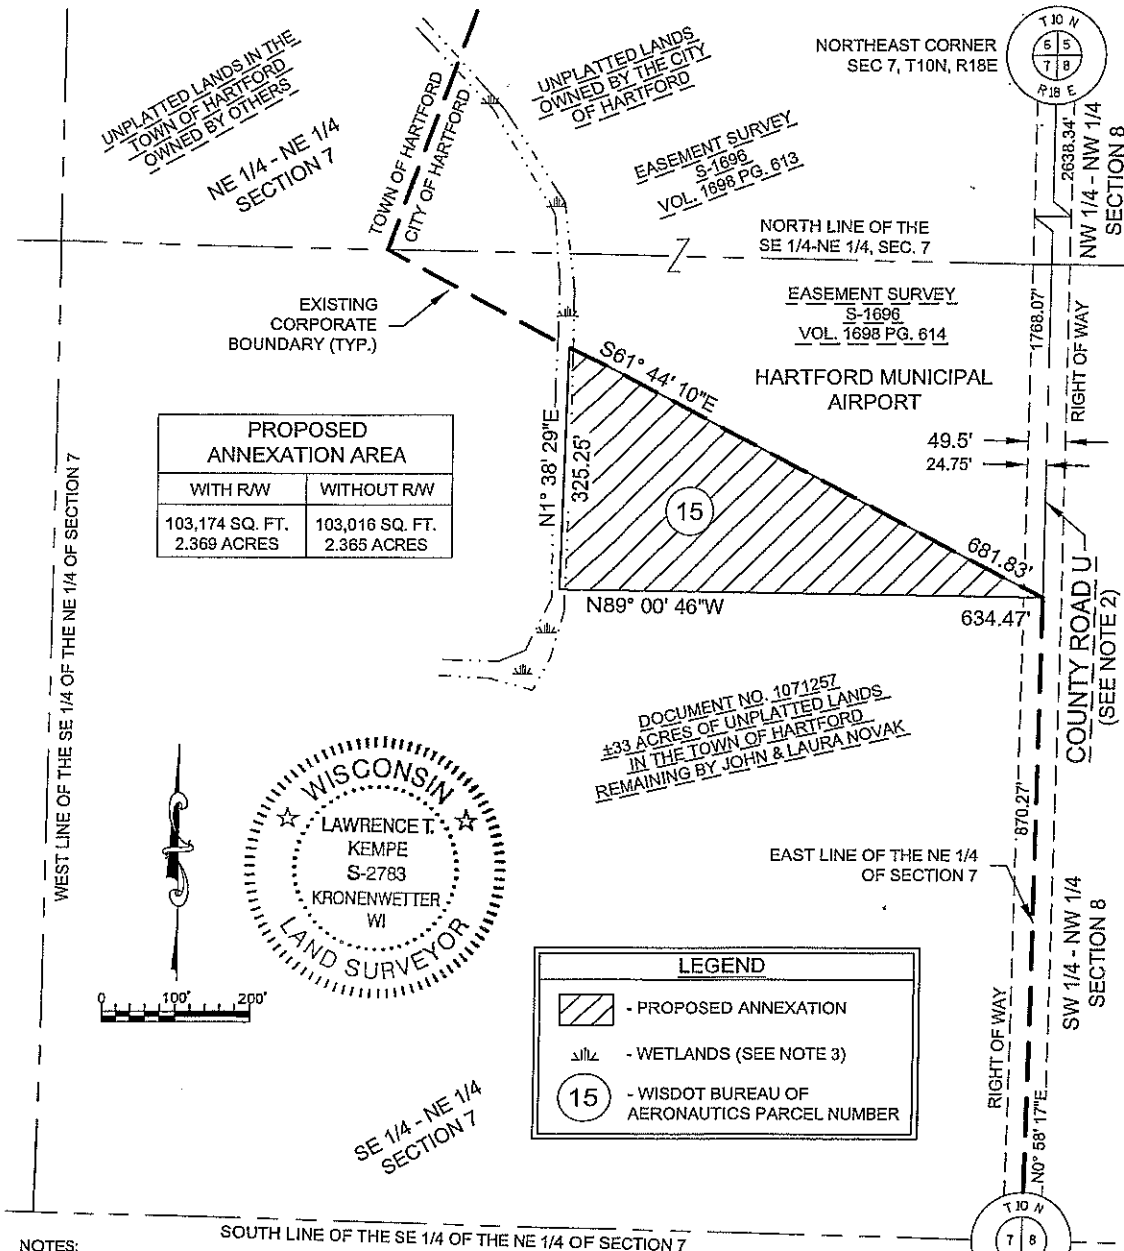 UNPLATTED LANDS IN THE
TOWN OF HARTFORD
OWNED BY OTHERS
NE 1/4 - NE 1/4
SECTION 7
TOWN OF HARTFORD
CITY OF HARTFORD
UNPLATTED LANDS
OWNED BY THE CITY
OF HARTFORD
EASEMENT SURVEY
S-1696
VOL. 1698 PG. 613
NORTHEAST CORNER
SEC 7, T10N, R18E
T 10 N
6 5
7 8
R18 E
2638.34'
NW 1/4 - NW 1/4
SECTION 8
NORTH LINE OF THE
SE 1/4-NE 1/4, SEC. 7
EXISTING
CORPORATE
BOUNDARY (TYP.)
EASEMENT SURVEY
S-1696
VOL. 1698 PG. 614
1768.07'
RIGHT OF WAY
HARTFORD MUNICIPAL
AIRPORT
S61° 44' 10"E
49.5'
24.75'
PROPOSED
ANNEXATION AREA
WITH R/W WITHOUT R/W
103,174 SQ. FT. 103,016 SQ. FT.
2.369 ACRES 2.365 ACRES
N1° 38' 29"E
325.25'
15
681.83'
N89° 00' 46"W
634.47'
COUNTY ROAD U
(SEE NOTE 2)
WEST LINE OF THE SE 1/4 OF THE NE 1/4 OF SECTION 7
DOCUMENT NO. 1071257
±33 ACRES OF UNPLATTED LANDS
IN THE TOWN OF HARTFORD
REMAINING BY JOHN & LAURA NOVAK
WISCONSIN
LAWRENCE T.
KEMPE
S-2783
KRONENWETTER
WI
LAND SURVEYOR
870.27'
EAST LINE OF THE NE 1/4
OF SECTION 7
SW 1/4 - NW 1/4
SECTION 8
0 100' 200'
LEGEND
- PROPOSED ANNEXATION
- WETLANDS (SEE NOTE 3)
15 - WISDOT BUREAU OF
AERONAUTICS PARCEL NUMBER
RIGHT OF WAY
N0° 58' 17"E
SE 1/4 - NE 1/4
SECTION 7
T 10 N
7 8
SOUTH LINE OF THE SE 1/4 OF THE NE 1/4 OF SECTION 7
NOTES: